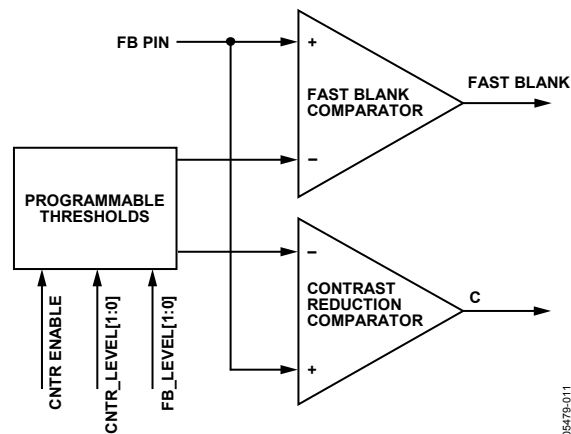 FB PIN
+
FAST BLANK
COMPARATOR
−
FAST BLANK
PROGRAMMABLE
THRESHOLDS
−
CONTRAST
REDUCTION
COMPARATOR
+
C
CNTR ENABLE
CNTR_LEVEL[1:0]
FB_LEVEL[1:0]
05479-011